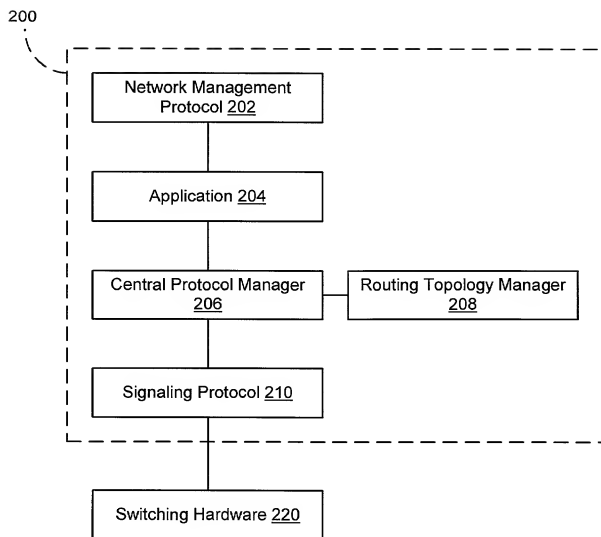 200
Network Management
Protocol 202
Application 204
Central Protocol Manager
206
Routing Topology Manager
208
Signaling Protocol 210
Switching Hardware 220